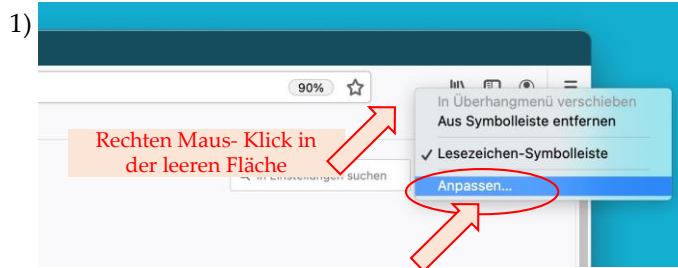 1)
90%
In Überhangmenü verschieben
Aus Symbolleiste entfernen
Rechten Maus- Klick in
der leeren Fläche
✓ Lesezeichen-Symbolleiste
In Einstellungen suchen
Anpassen...